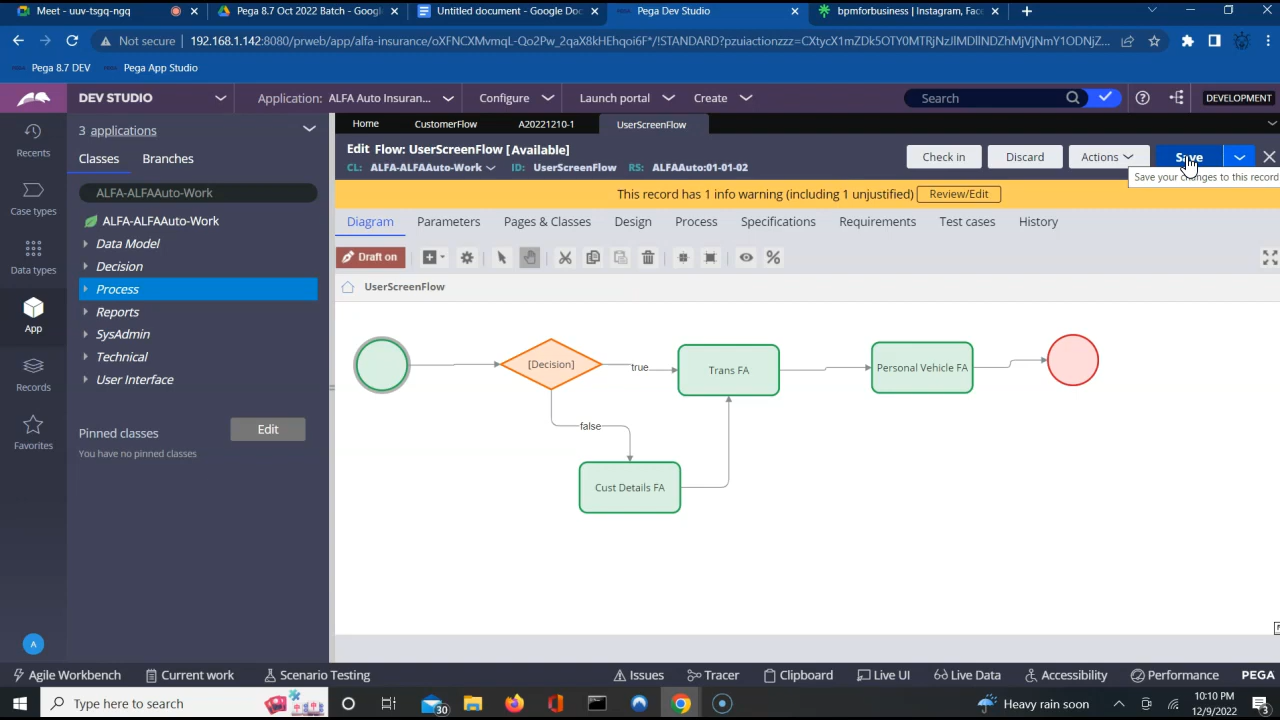 Meet - uuv-tsgq-nqq
Pega 8.7 Oct 2022 Batch - Google
Untitled document - Google Doc
Pega Dev Studio
bpmforbusiness | Instagram, Face
Not secure | 192.168.1.142:8080/prweb/app/alfa-insurance/oXFNCXMvmqL-Qo2Pw_2qaX8kHEhqoi6F*/!STANDARD?pzuiactionzzz=CXtycX1mZDk5OTY0MTRjNzJlMDllNDZhMjVjNmY1ODNjZ...
Pega 8.7 DEV
Pega App Studio
DEV STUDIO
Application: ALFA Auto Insuran...
Configure
Launch portal
Create
Search
DEVELOPMENT
3 applications
Home
CustomerFlow
A20221210-1
UserScreenFlow
Recents
Classes
Branches
Edit Flow: UserScreenFlow [Available]
CL: ALFA-ALFAAuto-Work ID: UserScreenFlow RS: ALFAAuto:01-01-02
Check in
Discard
Actions
Save
Save your changes to this record
ALFA-ALFAAuto-Work
This record has 1 info warning (including 1 unjustified)
Review/Edit
Case types
ALFA-ALFAAuto-Work
Diagram
Parameters
Pages & Classes
Design
Process
Specifications
Requirements
Test cases
History
Data Model
Decision
Process
Reports
SysAdmin
Technical
User Interface
Data types
App
Records
Favorites
Draft on
UserScreenFlow
[Decision]
true
Trans FA
Personal Vehicle FA
false
Cust Details FA
Pinned classes
Edit
You have no pinned classes
A
Agile Workbench
Current work
Scenario Testing
Issues
Tracer
Clipboard
Live UI
Live Data
Accessibility
Performance
PEGA
Type here to search
30
Heavy rain soon
10:10 PM
12/9/2022
3